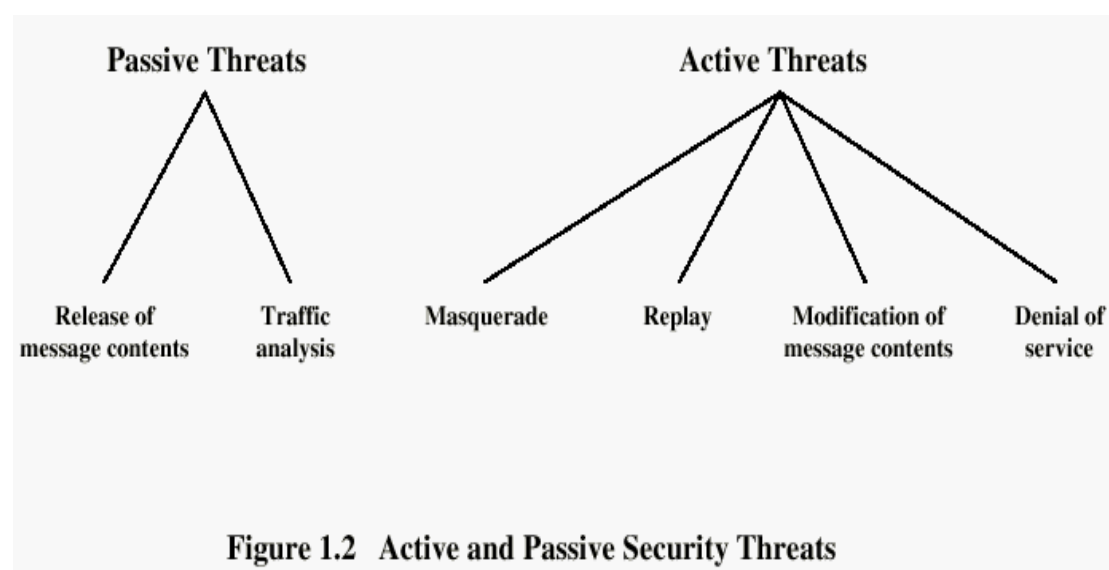 Passive Threats
Active Threats
Release of
message contents
Traffic
analysis
Masquerade
Replay
Modification of
message contents
Denial of
service
Figure 1.2 Active and Passive Security Threats